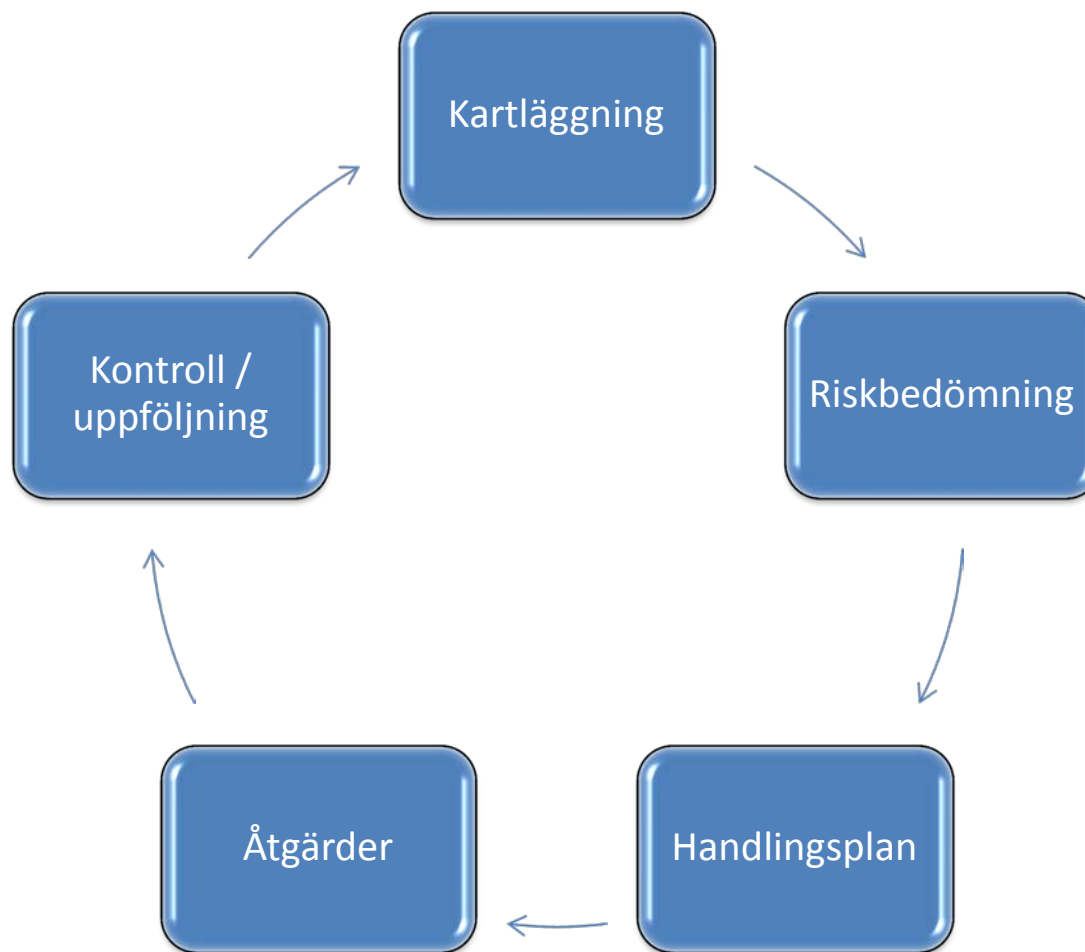 Kartläggning
Riskbedömning
Handlingsplan
Åtgärder
Kontroll /
uppföljning